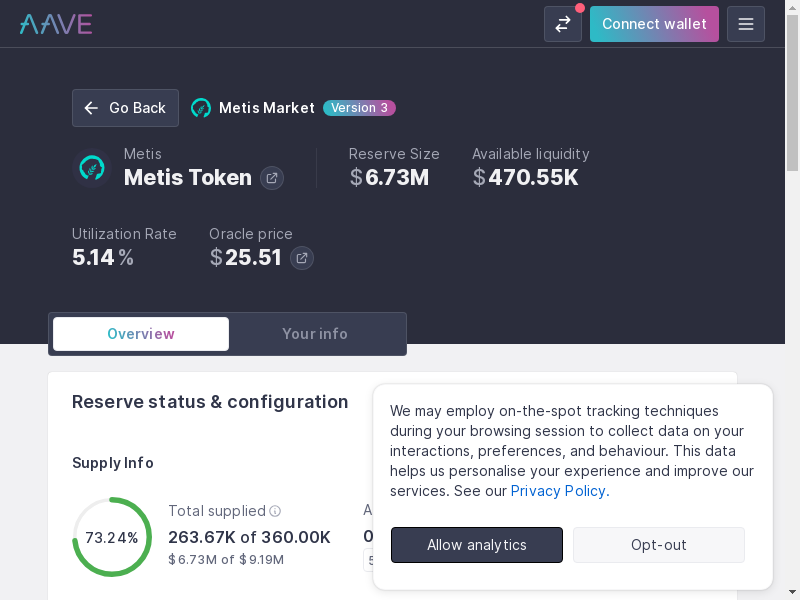 AAVE
Connect wallet
Go Back
Metis Market
Version 3
Metis
Metis Token
Reserve Size
$6.73M
Available liquidity
$470.55K
Utilization Rate
5.14%
Oracle price
$25.51
Overview
Your info
Reserve status & configuration
Supply Info
73.24%
Total supplied
263.67K of 360.00K
$6.73M of $9.19M
We may employ on-the-spot tracking techniques
during your browsing session to collect data on your
interactions, preferences, and behaviour. This data
helps us personalise your experience and improve our
services. See our Privacy Policy.
Allow analytics
Opt-out